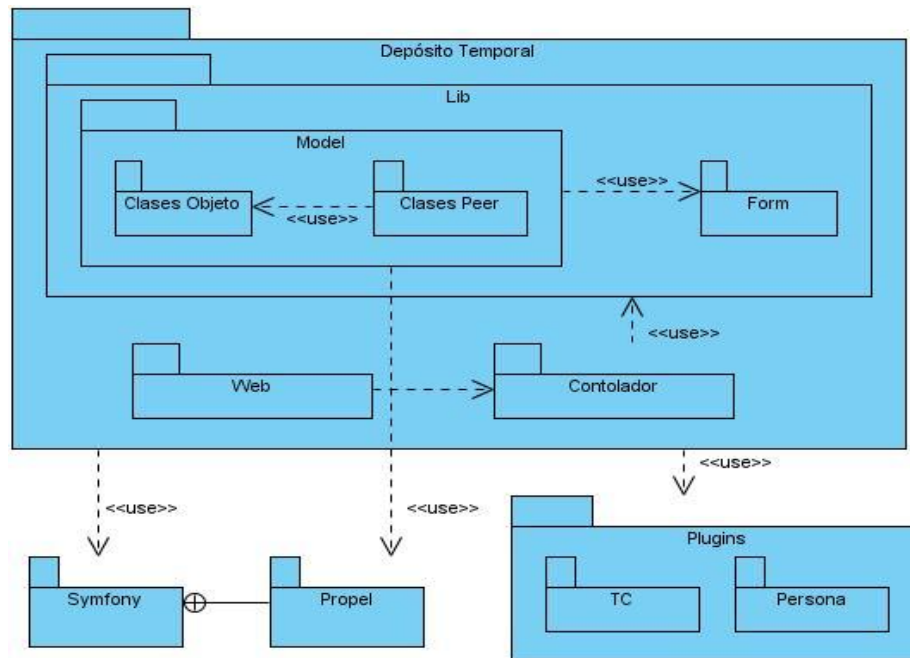 Depósito Temporal
Lib
Model
Clases Objeto
<<use>>
Clases Peer
<<use>>
Form
<<use>>
Web
Contolador
<<use>>
<<use>>
<<use>>
Symfony
Propel
Plugins
TC
Persona